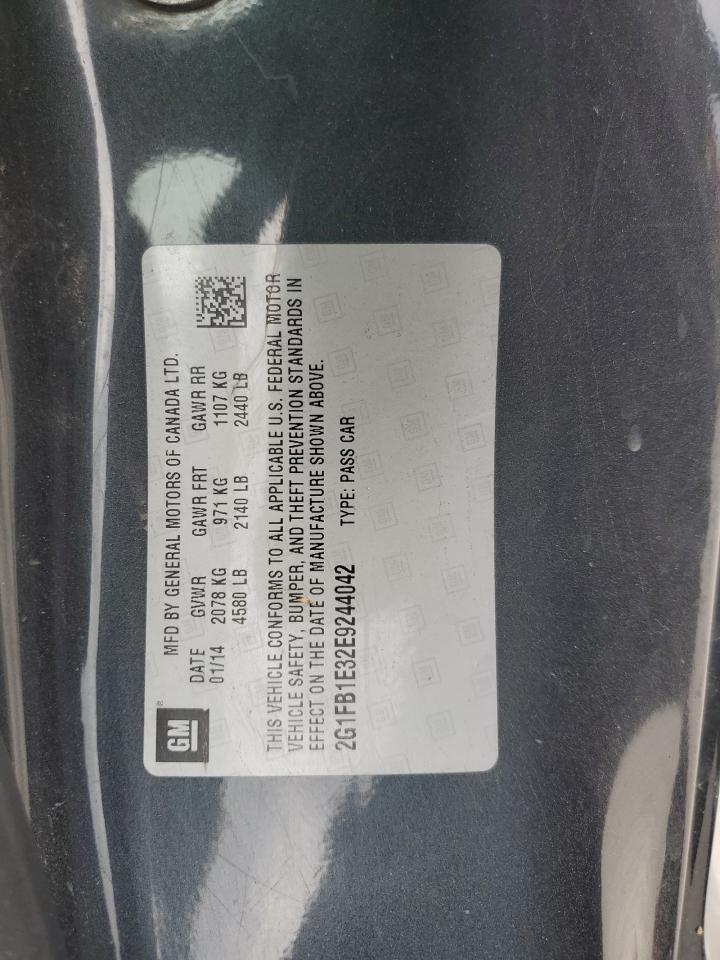 GM ®
MFD BY GENERAL MOTORS OF CANADA LTD.
DATE GVWR GAWR FRT GAWR RR
01/14 2078 KG 971 KG 1107 KG
4580 LB 2140 LB 2440 LB
THIS VEHICLE CONFORMS TO ALL APPLICABLE U.S. FEDERAL MOTOR
VEHICLE SAFETY, BUMPER, AND THEFT PREVENTION STANDARDS IN
EFFECT ON THE DATE OF MANUFACTURE SHOWN ABOVE.
2G1FB1E32E9244042 TYPE: PASS CAR